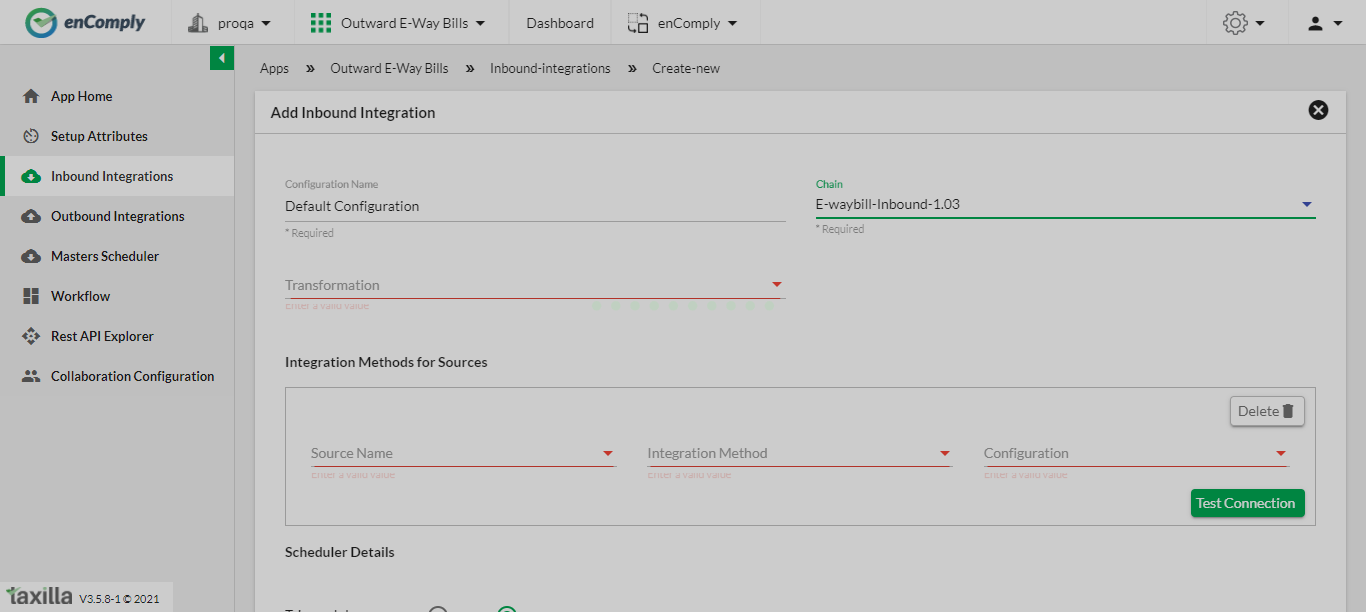 enComply
proqa
Outward E-Way Bills
Dashboard
enComply
Apps » Outward E-Way Bills » Inbound-integrations » Create-new
App Home
Setup Attributes
Inbound Integrations
Outbound Integrations
Masters Scheduler
Workflow
Rest API Explorer
Collaboration Configuration
taxilla V3.5.8-1 © 2021
Add Inbound Integration
Configuration Name
Default Configuration
* Required
Chain
E-waybill-Inbound-1.03
* Required
Transformation
Enter a valid value
Integration Methods for Sources
Delete
Source Name
Enter a valid value
Integration Method
Enter a valid value
Configuration
Enter a valid value
Test Connection
Scheduler Details